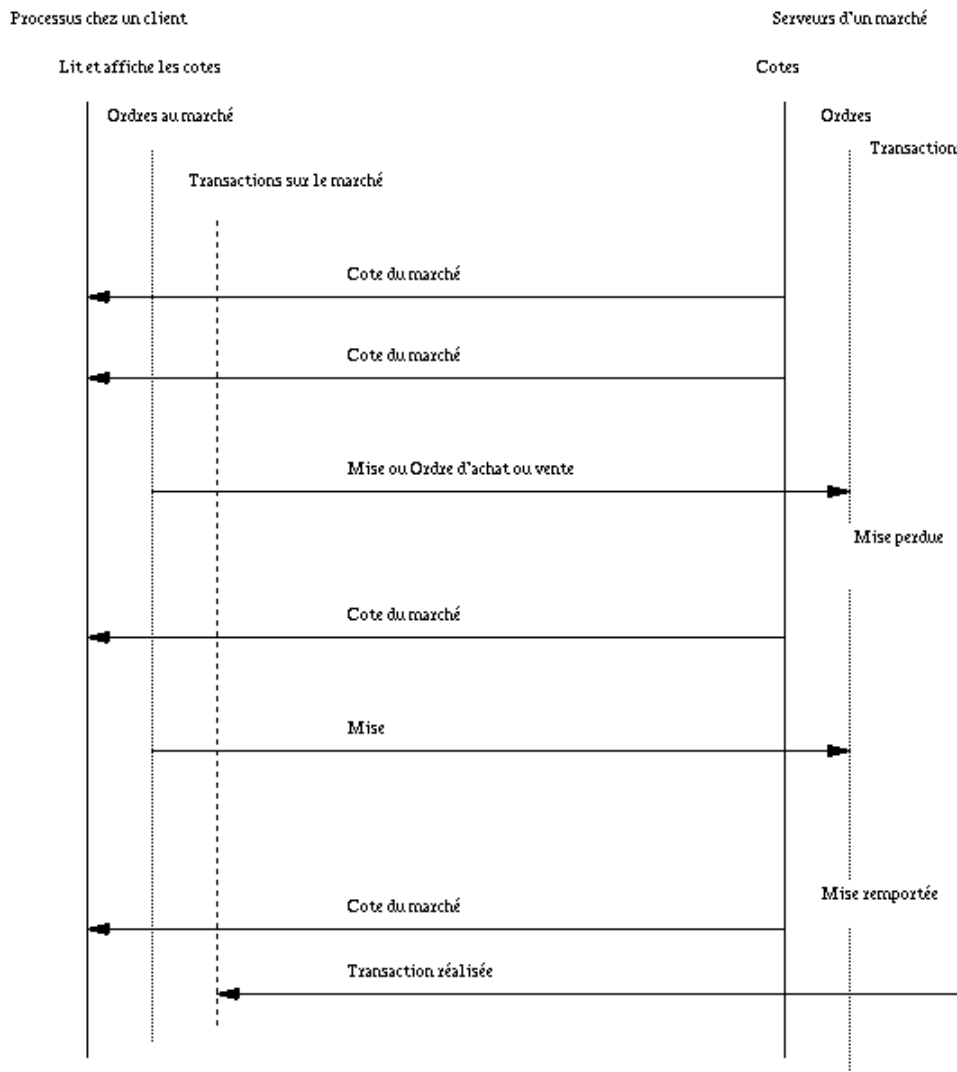 Processus chez un client
Serveurs d'un marché
Lit et affiche les cotes
Cotes
Ordres au marché
Ordres
Transactions
Transactions sur le marché
Cote du marché
Cote du marché
Mise ou Ordre d'achat ou vente
Mise perdue
Cote du marché
Mise
Mise remportée
Cote du marché
Transaction réalisée